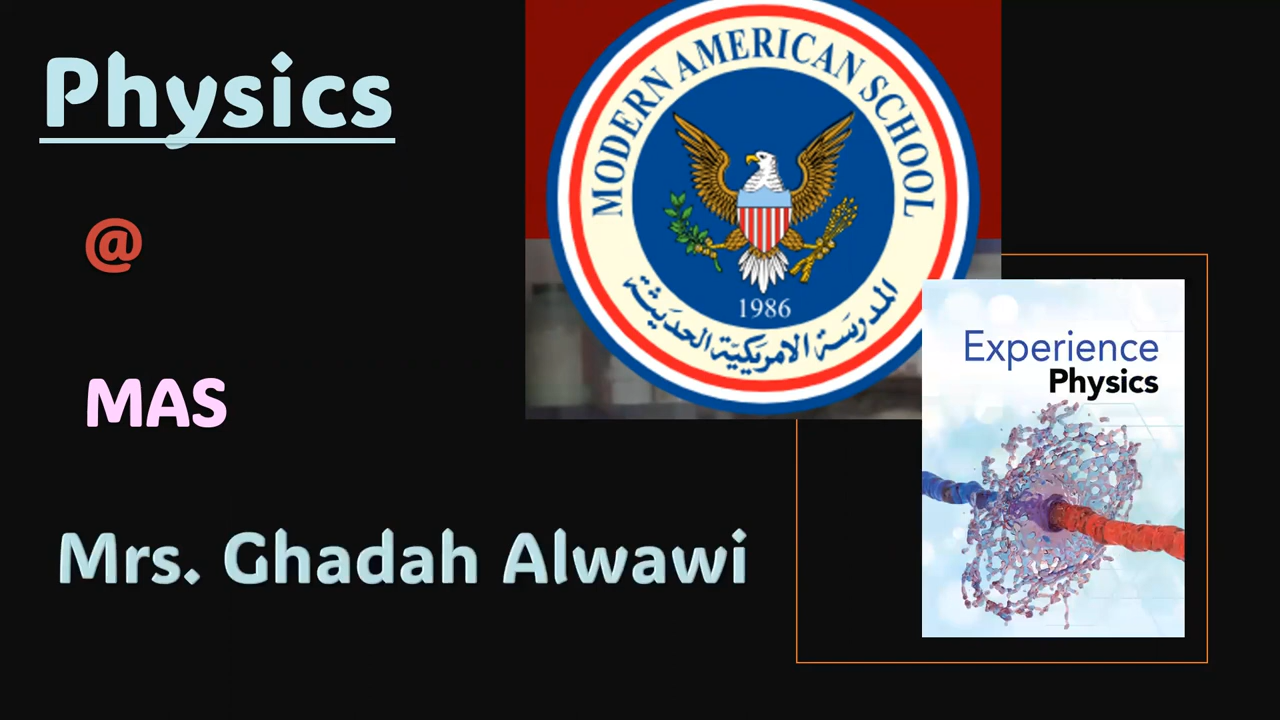 Physics
@
MAS
Mrs. Ghadah Alwawi
MODERN AMERICAN SCHOOL
1986
المدرسة الامريكية الحديثة
Experience
Physics